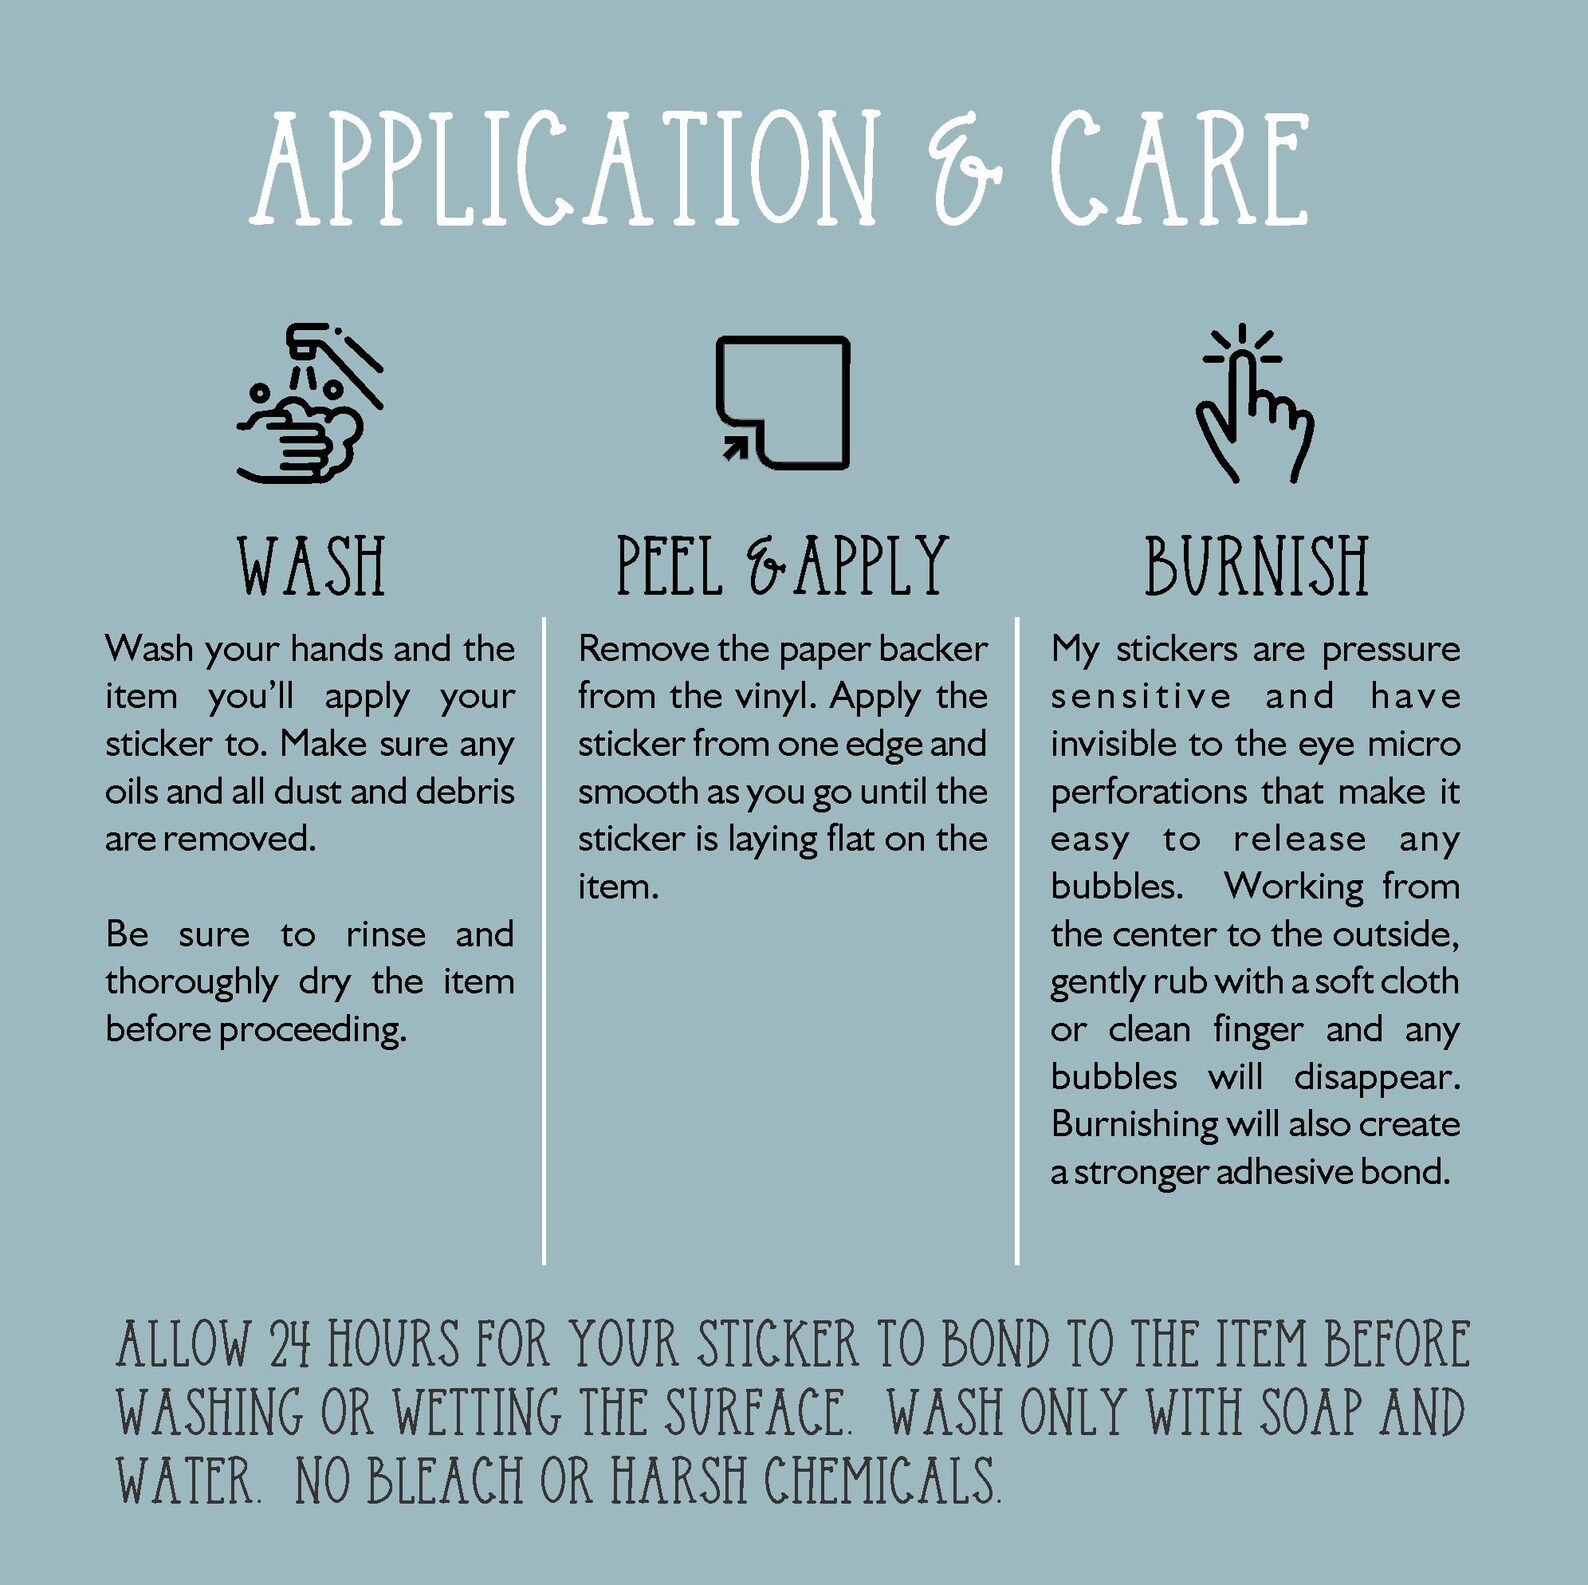 APPLICATION & CARE
WASH
Wash your hands and the
item you’ll apply your
sticker to. Make sure any
oils and all dust and debris
are removed.
Be sure to rinse and
thoroughly dry the item
before proceeding.
PEEL & APPLY
Remove the paper backer
from the vinyl. Apply the
sticker from one edge and
smooth as you go until the
sticker is laying flat on the
item.
BURNISH
My stickers are pressure
sensitive and have
invisible to the eye micro
perforations that make it
easy to release any
bubbles. Working from
the center to the outside,
gently rub with a soft cloth
or clean finger and any
bubbles will disappear.
Burnishing will also create
a stronger adhesive bond.
ALLOW 24 HOURS FOR YOUR STICKER TO BOND TO THE ITEM BEFORE
WASHING OR WETTING THE SURFACE. WASH ONLY WITH SOAP AND
WATER. NO BLEACH OR HARSH CHEMICALS.